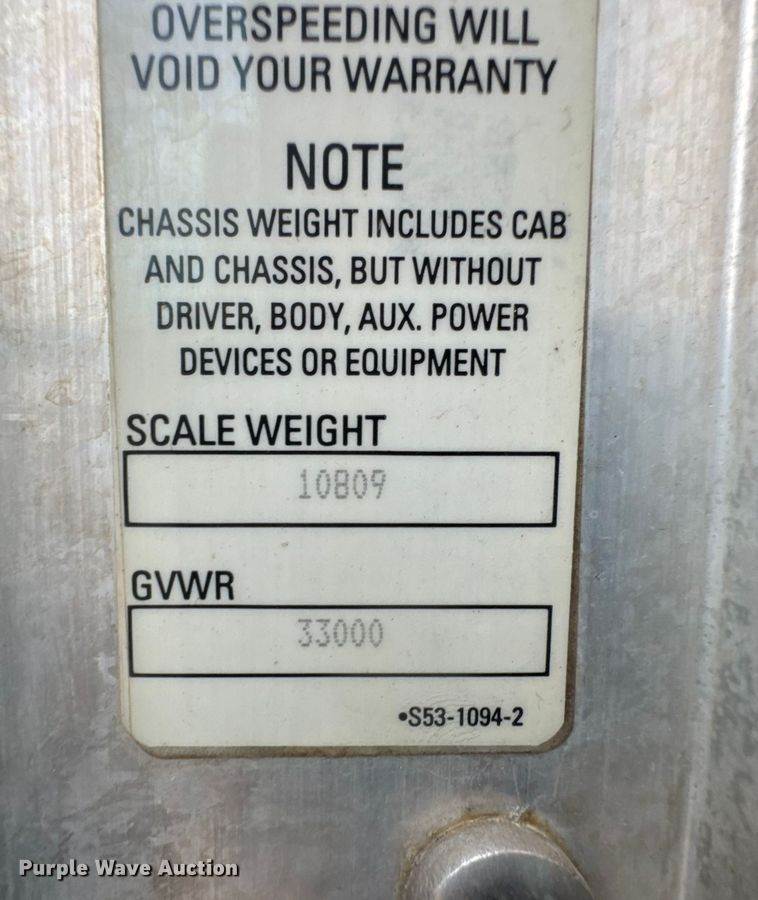 OVERSPEEDING WILL
VOID YOUR WARRANTY
NOTE
CHASSIS WEIGHT INCLUDES CAB
AND CHASSIS, BUT WITHOUT
DRIVER, BODY, AUX. POWER
DEVICES OR EQUIPMENT
SCALE WEIGHT
10809
GVWR
33000
•S53-1094-2
Purple Wave Auction